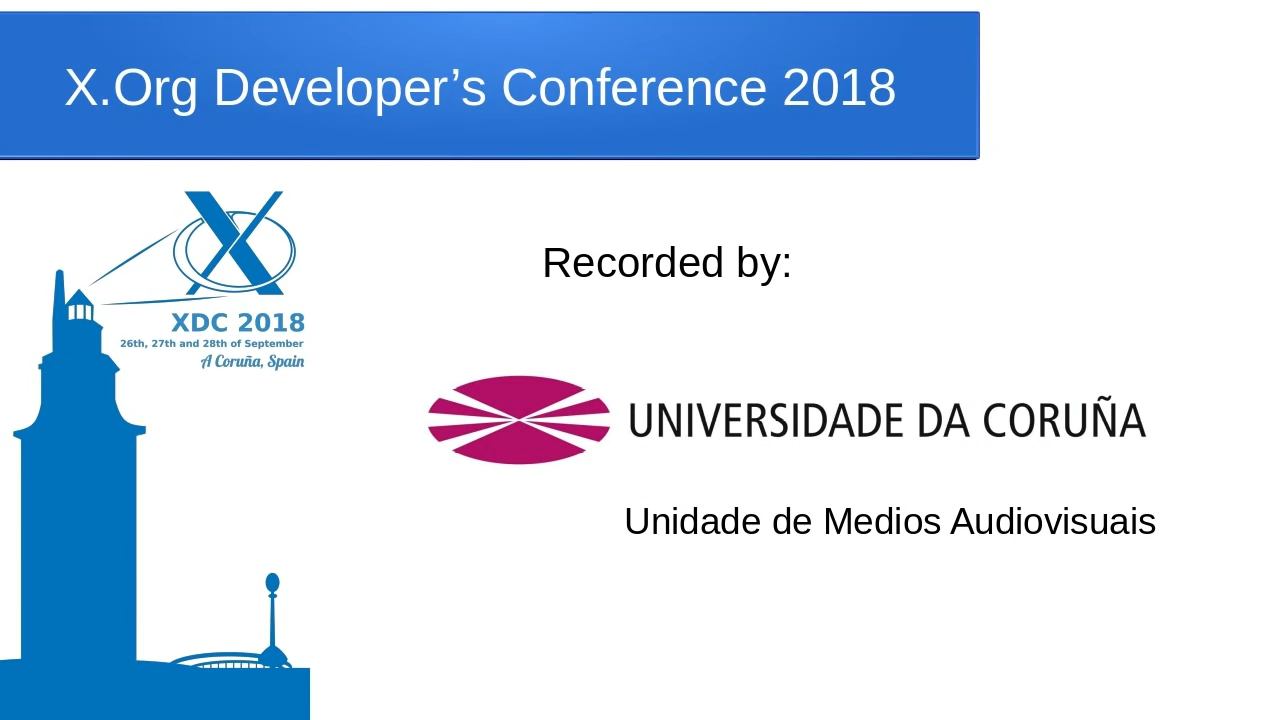 X.Org Developer’s Conference 2018
XDC 2018
26th, 27th and 28th of September
A Coruña, Spain
Recorded by:
UNIVERSIDADE DA CORUÑA
Unidade de Medios Audiovisuais